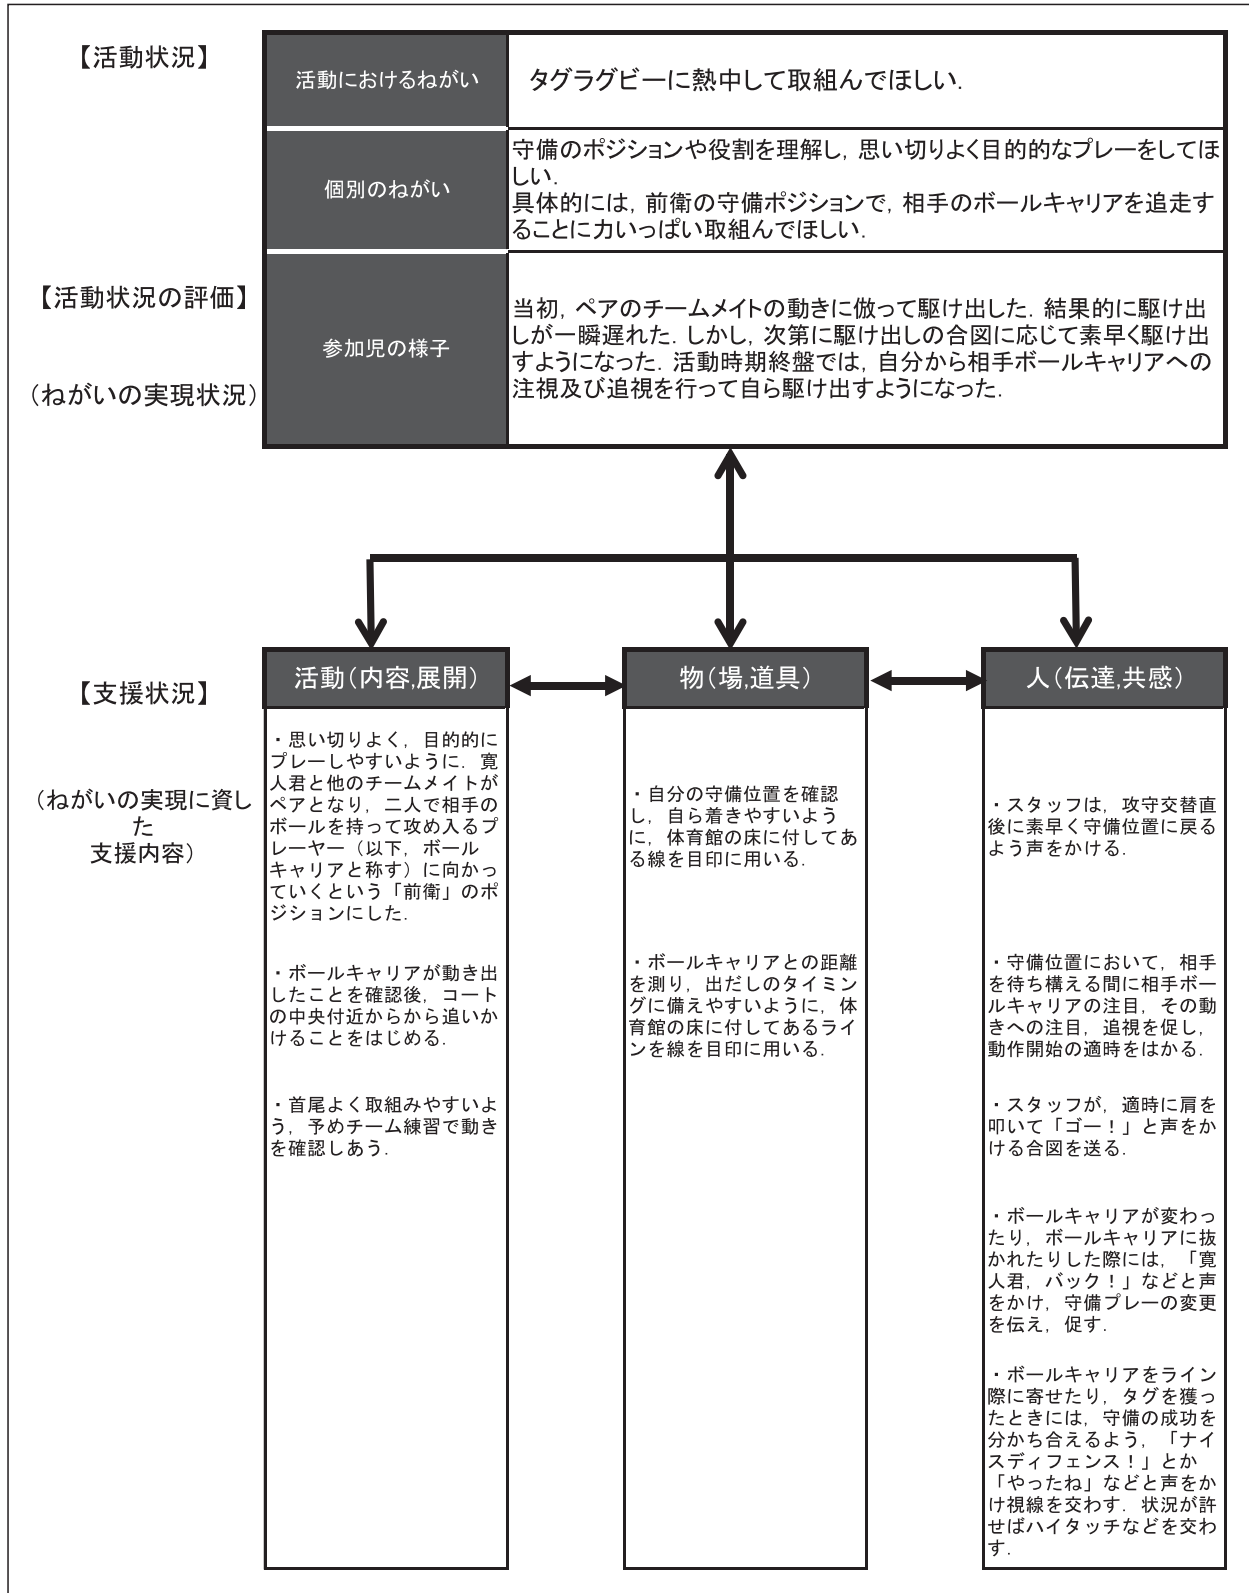 【活動状況】
活動におけるねがい
タグラグビーに熱中して取組んでほしい．
個別のねがい
守備のポジションや役割を理解し，思い切りよく目的的なプレーをしてほ
しい．
具体的には，前衛の守備ポジションで，相手のボールキャリアを追走す
ることに力いっぱい取組んでほしい．
【活動状況の評価】
（ねがいの実現状況）
参加児の様子
当初，ペアのチームメイトの動きに倣って駆け出した．結果的に駆け出
しが一瞬遅れた．しかし，次第に駆け出しの合図に応じて素早く駆け出
すようになった．活動時期終盤では，自分から相手ボールキャリアへの
注視及び追視を行って自ら駆け出すようになった．
【支援状況】
（ねがいの実現に資し
た
支援内容）
活動（内容，展開）
・思い切りよく，目的的に
プレーしやすいように．寛
人君と他のチームメイトが
ペアとなり，二人で相手の
ボールを持って攻め入るプ
レーヤー（以下，ボール
キャリアと称す）に向かっ
ていくという「前衛」のポ
ジションにした．
・ボールキャリアが動き出
したことを確認後，コート
の中央付近からから追いか
けることをはじめる．
・首尾よく取組みやすいよ
う，予めチーム練習で動き
を確認しあう．
物（場，道具）
・自分の守備位置を確認
し，自ら着きやすいよう
に，体育館の床に付してあ
る線を目印に用いる．
・ボールキャリアとの距離
を測り，出だしのタイミン
グに備えやすいように，体
育館の床に付してあるライ
ンを線を目印に用いる．
人（伝達，共感）
・スタッフは，攻守交替直
後に素早く守備位置に戻る
よう声をかける．
・守備位置において，相手
を待ち構える間に相手ボー
ルキャリアの注目，その動
きへの注目，追視を促し，
動作開始の適時をはかる．
・スタッフが，適時に肩を
叩いて「ゴー！」と声をか
ける合図を送る．
・ボールキャリアが変わっ
たり，ボールキャリアに抜
かれたりした際には，「寛
人君，バック！」などと声
をかけ，守備プレーの変更
を伝え，促す．
・ボールキャリアをライン
際に寄せたり，タグを獲っ
たときには，守備の成功を
分かち合えるよう，「ナイ
スディフェンス！」とか
「やったね」などと声をか
け視線を交わす．状況が許
せばハイタッチなどを交わ
す．